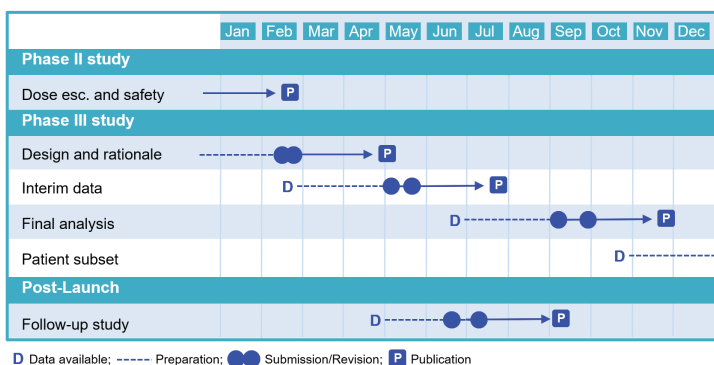 Jan Feb Mar Apr May Jun Jul Aug Sep Oct Nov Dec
Phase II study
Dose esc. and safety P
Phase III study
Design and rationale P
Interim data D P
Final analysis D P
Patient subset D
Post-Launch
Follow-up study D P
D Data available; Preparation; Submission/Revision; P Publication